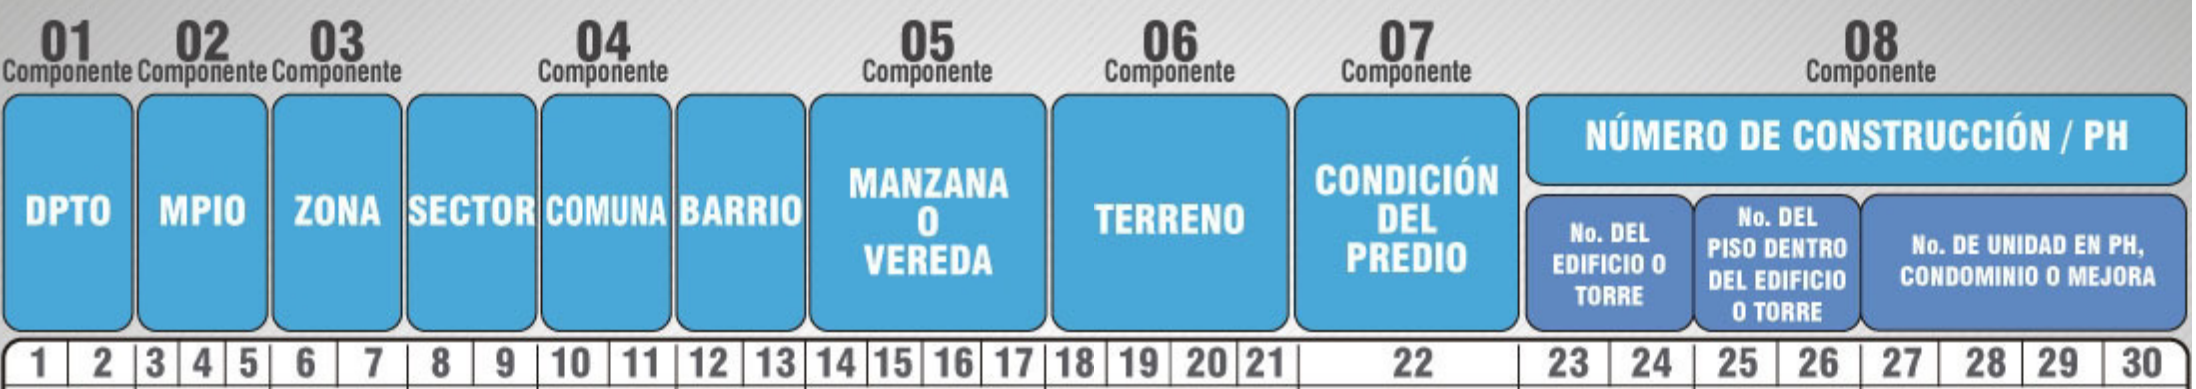 01 02 03 04 05 06 07 08
Componente Componente Componente Componente Componente Componente Componente Componente
DPTO
MPIO
ZONA
SECTOR
COMUNA
BARRIO
MANZANA
O
VEREDA
TERRENO
CONDICIÓN
DEL
PREDIO
NÚMERO DE CONSTRUCCIÓN / PH
No. DEL
EDIFICIO O
TORRE
No. DEL
PISO DENTRO
DEL EDIFICIO
O TORRE
No. DE UNIDAD EN PH,
CONDOMINIO O MEJORA
1 2 3 4 5 6 7 8 9 10 11 12 13 14 15 16 17 18 19 20 21 22 23 24 25 26 27 28 29 30